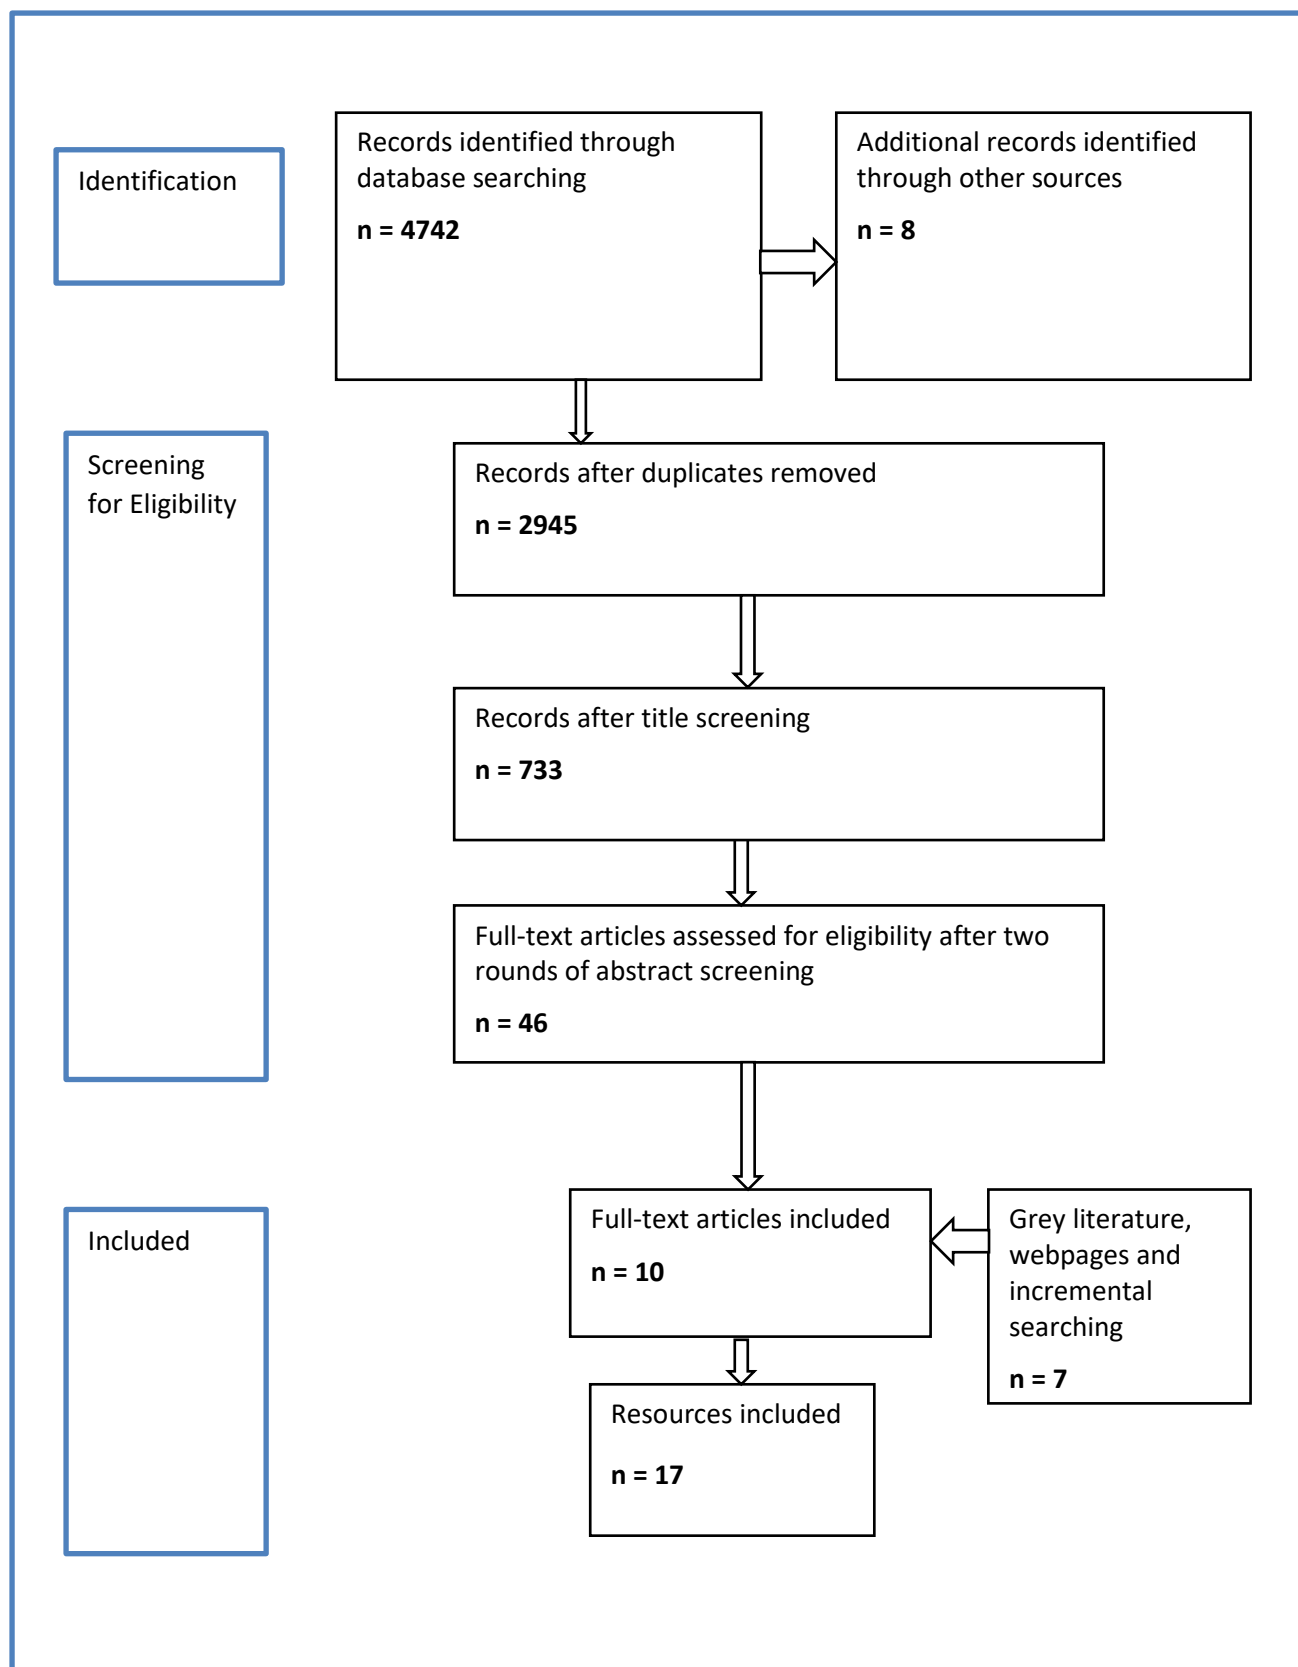 Identification
Records identified through
database searching
n = 4742
Additional records identified
through other sources
n = 8
Screening
for Eligibility
Records after duplicates removed
n = 2945
Records after title screening
n = 733
Full-text articles assessed for eligibility after two
rounds of abstract screening
n = 46
Included
Full-text articles included
n = 10
Grey literature,
webpages and
incremental
searching
n = 7
Resources included
n = 17